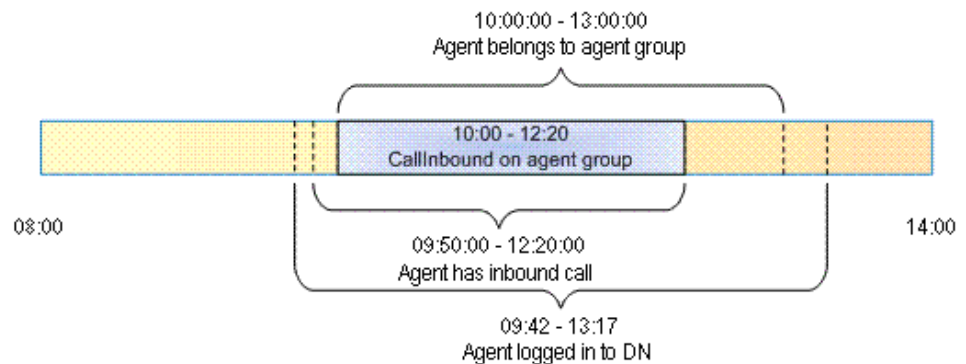 10:00:00 - 13:00:00
Agent belongs to agent group
10:00 - 12:20
CallInbound on agent group
08:00
14:00
09:50:00 - 12:20:00
Agent has inbound call
09:42 - 13:17
Agent logged in to DN